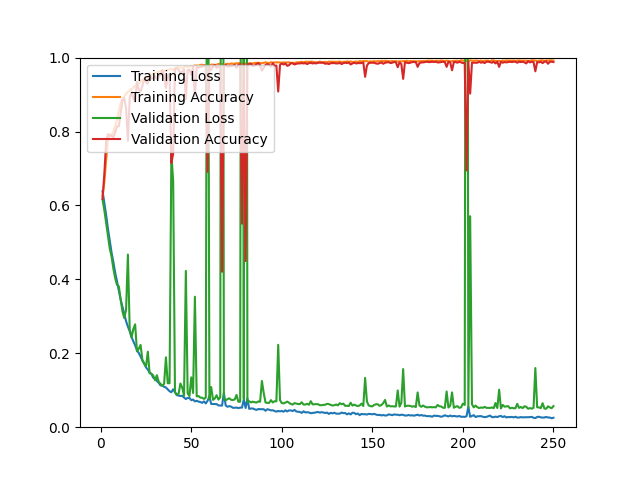 1.0
0.8
0.6
0.4
0.2
0.0
Training Loss
Training Accuracy
Validation Loss
Validation Accuracy
0 50 100 150 200 250